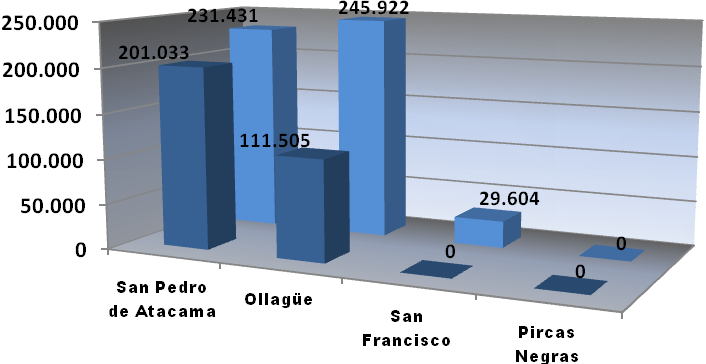 250.000
200.000
150.000
100.000
50.000
0
231.431
245.922
201.033
111.505
29.604
0
0
0
San Pedro
de Atacama
Ollagüe
San
Francisco
Pircas
Negras